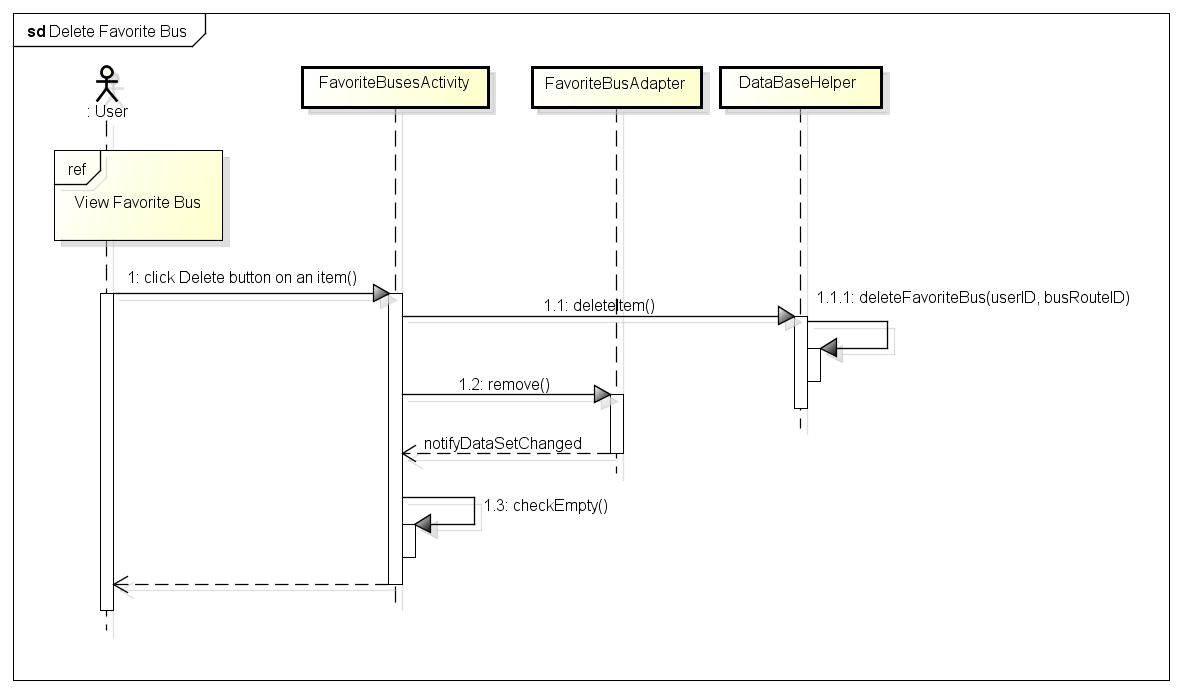 sd Delete Favorite Bus
: User
FavoriteBusesActivity
FavoriteBusAdapter
DataBaseHelper
ref
View Favorite Bus
1: click Delete button on an item()
1.1: deleteItem()
1.1.1: deleteFavoriteBus(userID, busRouteID)
1.2: remove()
notifyDataSetChanged
1.3: checkEmpty()